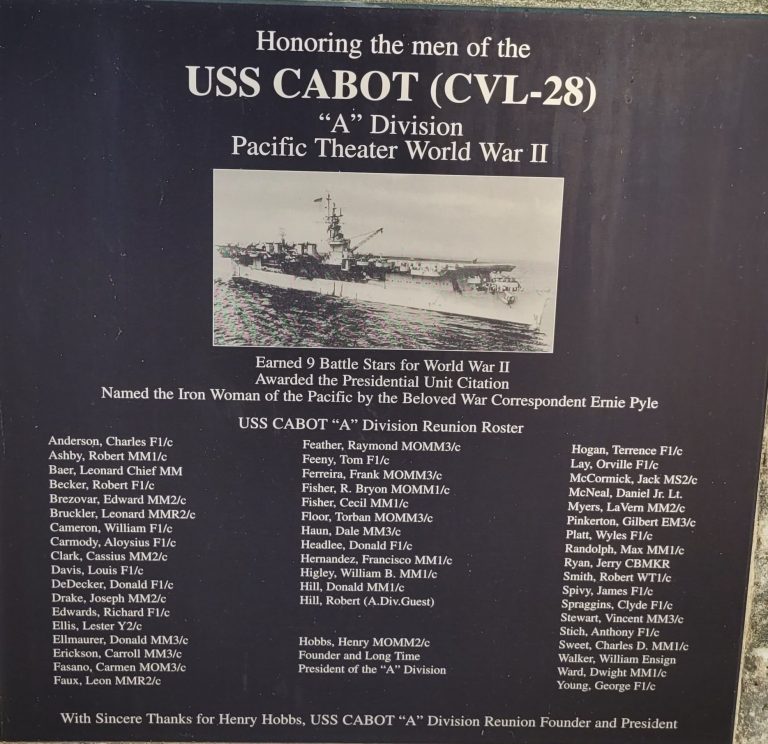 Honoring the men of the
USS CABOT (CVL-28)
“A” Division
Pacific Theater World War II
Earned 9 Battle Stars for World War II
Awarded the Presidential Unit Citation
Named the Iron Woman of the Pacific by the Beloved War Correspondent Ernie Pyle
USS CABOT “A” Division Reunion Roster
Anderson, Charles F1/c
Ashby, Robert MM1/c
Baer, Leonard Chief MM
Becker, Robert F1/c
Brezovar, Edward MM2/c
Bruckler, Leonard MMR2/c
Cameron, William F1/c
Carmody, Aloysius F1/c
Clark, Cassius MM2/c
Davis, Louis F1/c
DeDecker, Donald F1/c
Drake, Joseph MM2/c
Edwards, Richard F1/c
Ellis, Lester Y2/c
Ellmaurer, Donald MM3/c
Erickson, Carroll MM3/c
Fasano, Carmen MOM3/c
Faux, Leon MMR2/c
Feather, Raymond MOMM3/c
Feeny, Tom F1/c
Ferreira, Frank MOMM3/c
Fisher, R. Bryon MOMM1/c
Fisher, Cecil MM1/c
Floor, Torban MOMM3/c
Haun, Dale MM3/c
Headlee, Donald F1/c
Hernandez, Francisco MM1/c
Higley, William B. MM1/c
Hill, Donald MM1/c
Hill, Robert (A.Div.Guest)
Hobbs, Henry MOMM2/c
Founder and Long Time
President of the “A” Division
Hogan, Terrence F1/c
Lay, Orville F1/c
McCormick, Jack MS2/c
McNeal, Daniel Jr. Lt.
Myers, LaVern MM2/c
Pinkerton, Gilbert EM3/c
Platt, Wyles F1/c
Randolph, Max MM1/c
Ryan, Jerry CBMKR
Smith, Robert WT1/c
Spivy, James F1/c
Spraggins, Clyde F1/c
Stewart, Vincent MM3/c
Stich, Anthony F1/c
Sweet, Charles D. MM1/c
Walker, William Ensign
Ward, Dwight MM1/c
Young, George F1/c
With Sincere Thanks for Henry Hobbs, USS CABOT “A” Division Reunion Founder and President